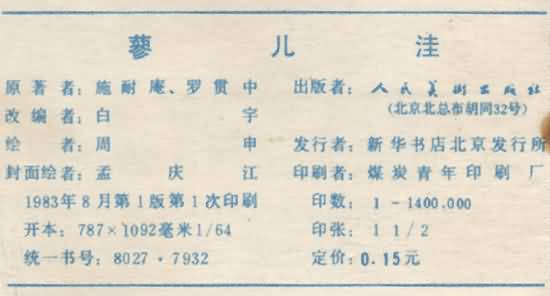 蓼儿洼
原著者：施耐庵、罗贯中
改编者：白宇
绘者：周申
封面绘者：孟庆江
1983年8月第1版第1次印刷
开本：787×1092毫米1/64
统一书号：8027·7932
出版者：人民美术出版社
（北京北总布胡同32号）
发行者：新华书店北京发行所
印刷者：煤炭青年印刷厂
印数：1－1400,000
印张：1 1/2
定价：0.15元